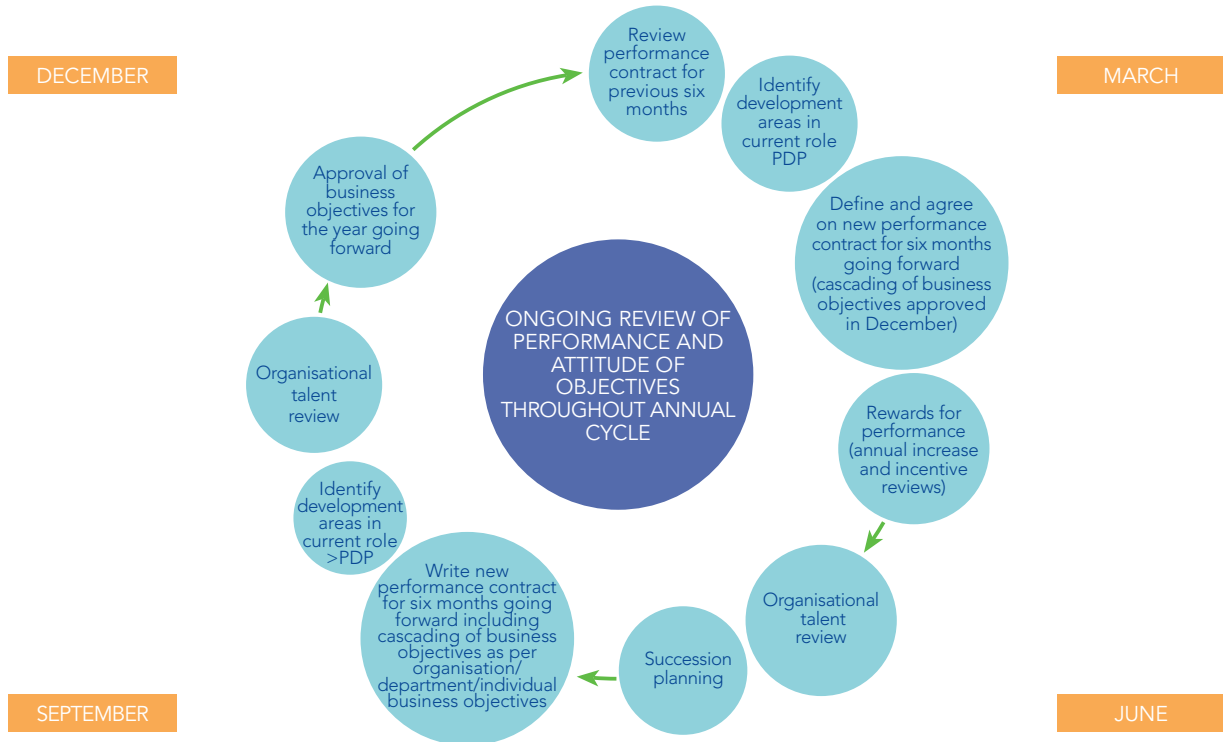 DECEMBER
MARCH
Review
performance
contract for
previous six
months
Identify
development
areas in
current role
PDP
Define and agree
on new performance
contract for six months
going forward
(cascading of business
objectives approved
in December)
Rewards for
performance
(annual increase
and incentive
reviews)
Organisational
talent
review
Succession
planning
Write new
performance contract
for six months going
forward including
cascading of business
objectives as per
organisation/
department/individual
business objectives
Identify
development
areas in
current role
>PDP
Organisational
talent
review
Approval of
business
objectives for
the year going
forward
ONGOING REVIEW OF
PERFORMANCE AND
ATTITUDE OF
OBJECTIVES
THROUGHOUT ANNUAL
CYCLE
SEPTEMBER
JUNE